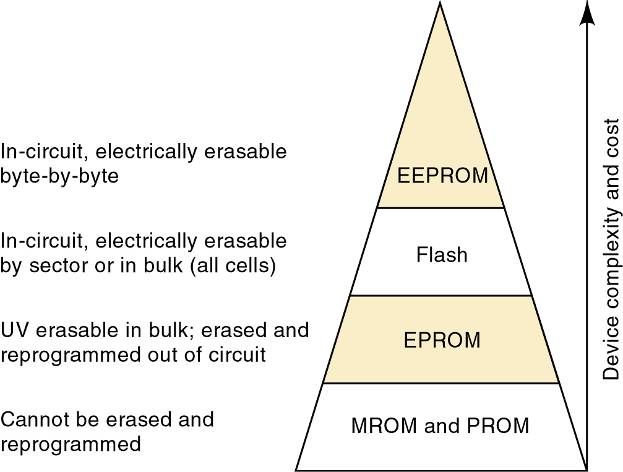 In-circuit, electrically erasable
byte-by-byte
EEPROM
In-circuit, electrically erasable
by sector or in bulk (all cells)
Flash
UV erasable in bulk; erased and
reprogrammed out of circuit
EPROM
Cannot be erased and
reprogrammed
MROM and PROM
Device complexity and cost